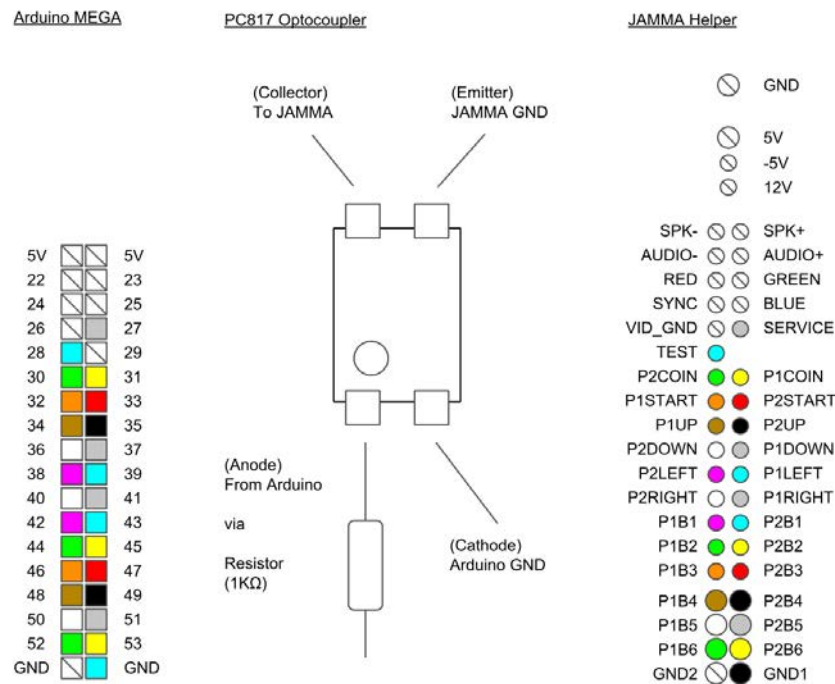 Arduino MEGA
5V 5V
22 23
24 25
26 27
28 29
30 31
32 33
34 35
36 37
38 39
40 41
42 43
44 45
46 47
48 49
50 51
52 53
GND GND
PC817 Optocoupler
(Collector)
To JAMMA
(Emitter)
JAMMA GND
(Anode)
From Arduino
via
Resistor
(1KΩ)
(Cathode)
Arduino GND
JAMMA Helper
GND
5V
-5V
12V
SPK- SPK+
AUDIO- AUDIO+
RED GREEN
SYNC BLUE
VID_GND SERVICE
TEST
P2COIN P1COIN
P1START P2START
P1UP P2UP
P2DOWN P1DOWN
P2LEFT P1LEFT
P2RIGHT P1RIGHT
P1B1 P2B1
P1B2 P2B2
P1B3 P2B3
P1B4 P2B4
P1B5 P2B5
P1B6 P2B6
GND2 GND1